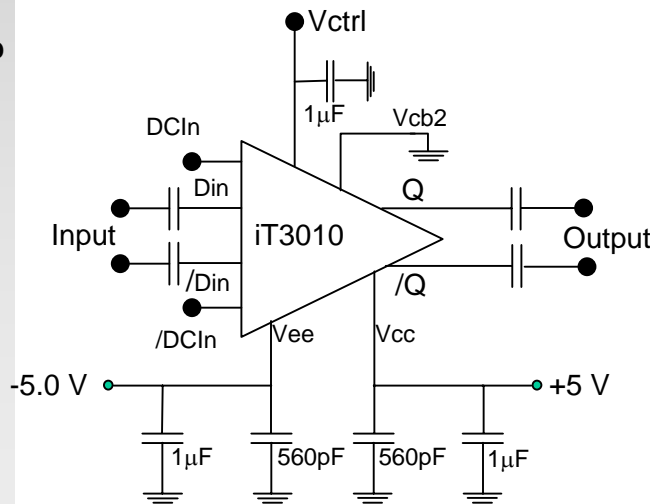 Vctrl
1μF
Vcb2
DCIn
Din
Q
Input
iT3010
Output
/Din
/Q
/DCIn
Vee
Vcc
-5.0 V
+5 V
1μF
560pF
560pF
1μF